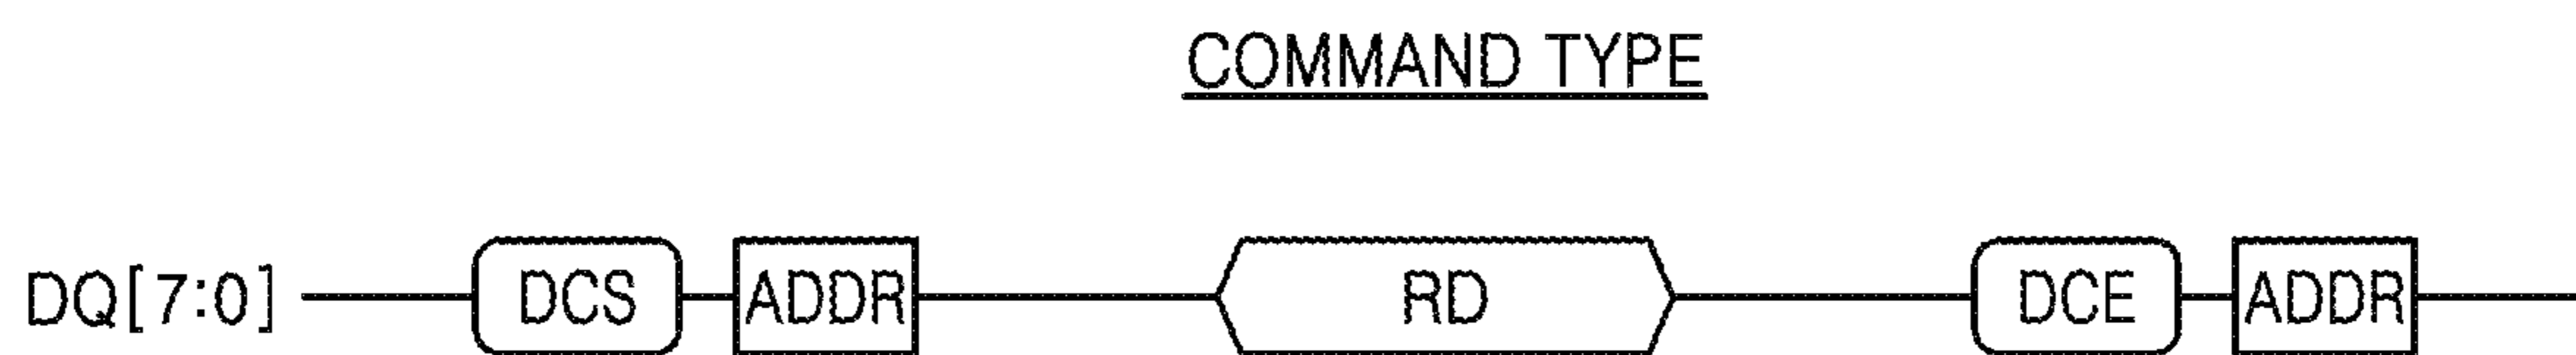 COMMAND TYPE
DQ[7:0] DCS ADDR RD DCE ADDR